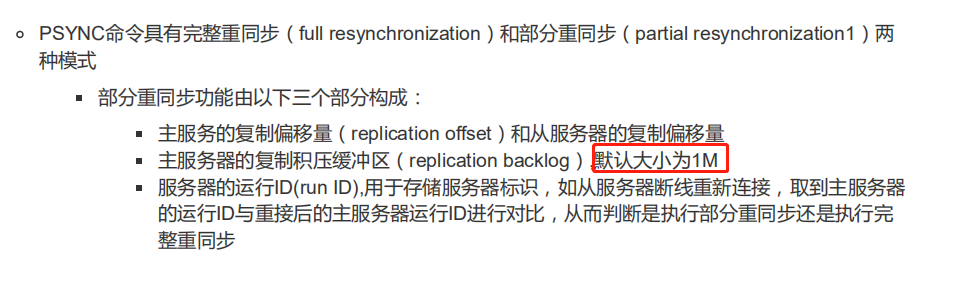 PSYNC命令具有完整重同步（full resynchronization）和部分重同步（partial resynchronization1）两
种模式
部分重同步功能由以下三个部分构成：
主服务的复制偏移量（replication offset）和从服务器的复制偏移量
主服务器的复制积压缓冲区（replication backlog）,默认大小为1M
服务器的运行ID(run ID),用于存储服务器标识，如从服务器断线重新连接，取到主服务器
的运行ID与重接后的主服务器运行ID进行对比，从而判断是执行部分重同步还是执行完
整重同步